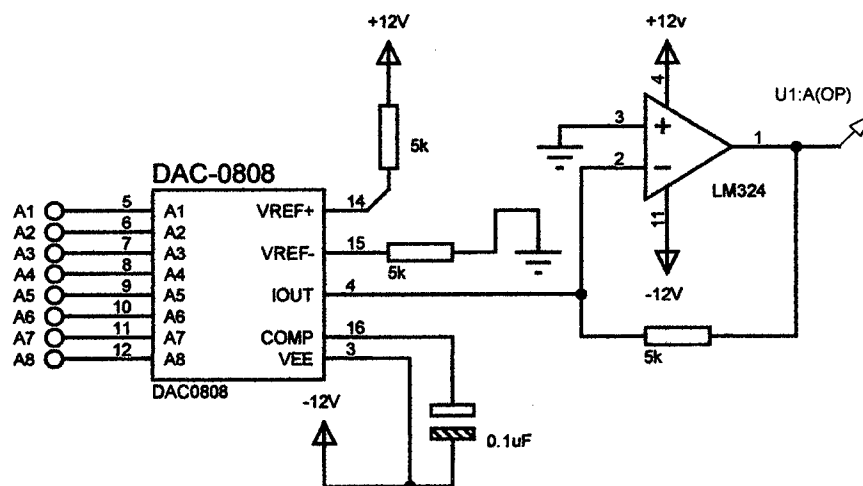 +12V
+12v
U1:A(OP)
4
5k
3
+
1
2
−
DAC-0808
LM324
11
-12V
A1 5 A1 VREF+ 14
A2 6 A2
A3 7 A3 VREF- 15
5k
A4 8 A4
A5 9 A5 IOUT 4
A6 10 A6
A7 11 A7 COMP 16
A8 12 A8 VEE 3
5k
DAC0808
-12V
0.1uF